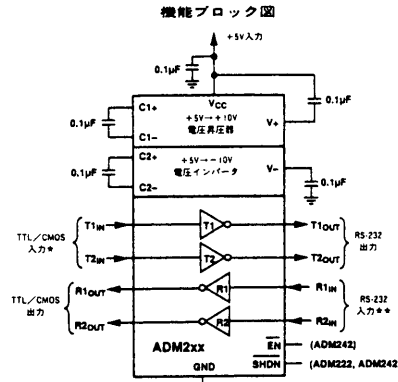 機能ブロック図
+5V入力
0.1μF
0.1μF
0.1μF
C1+
C1−
VCC
+5V→+10V
電圧昇圧器
V+
0.1μF
C2+
C2−
+5V→−10V
電圧インバータ
V−
0.1μF
TTL/CMOS
入力*
T1IN
T1
T1OUT
T2IN
T2
T2OUT
RS-232
出力
TTL/CMOS
出力
R1OUT
R1
R1IN
R2OUT
R2
R2IN
RS-232
入力**
ADM2xx
EN
(ADM242)
SHDN
(ADM222, ADM242
GND